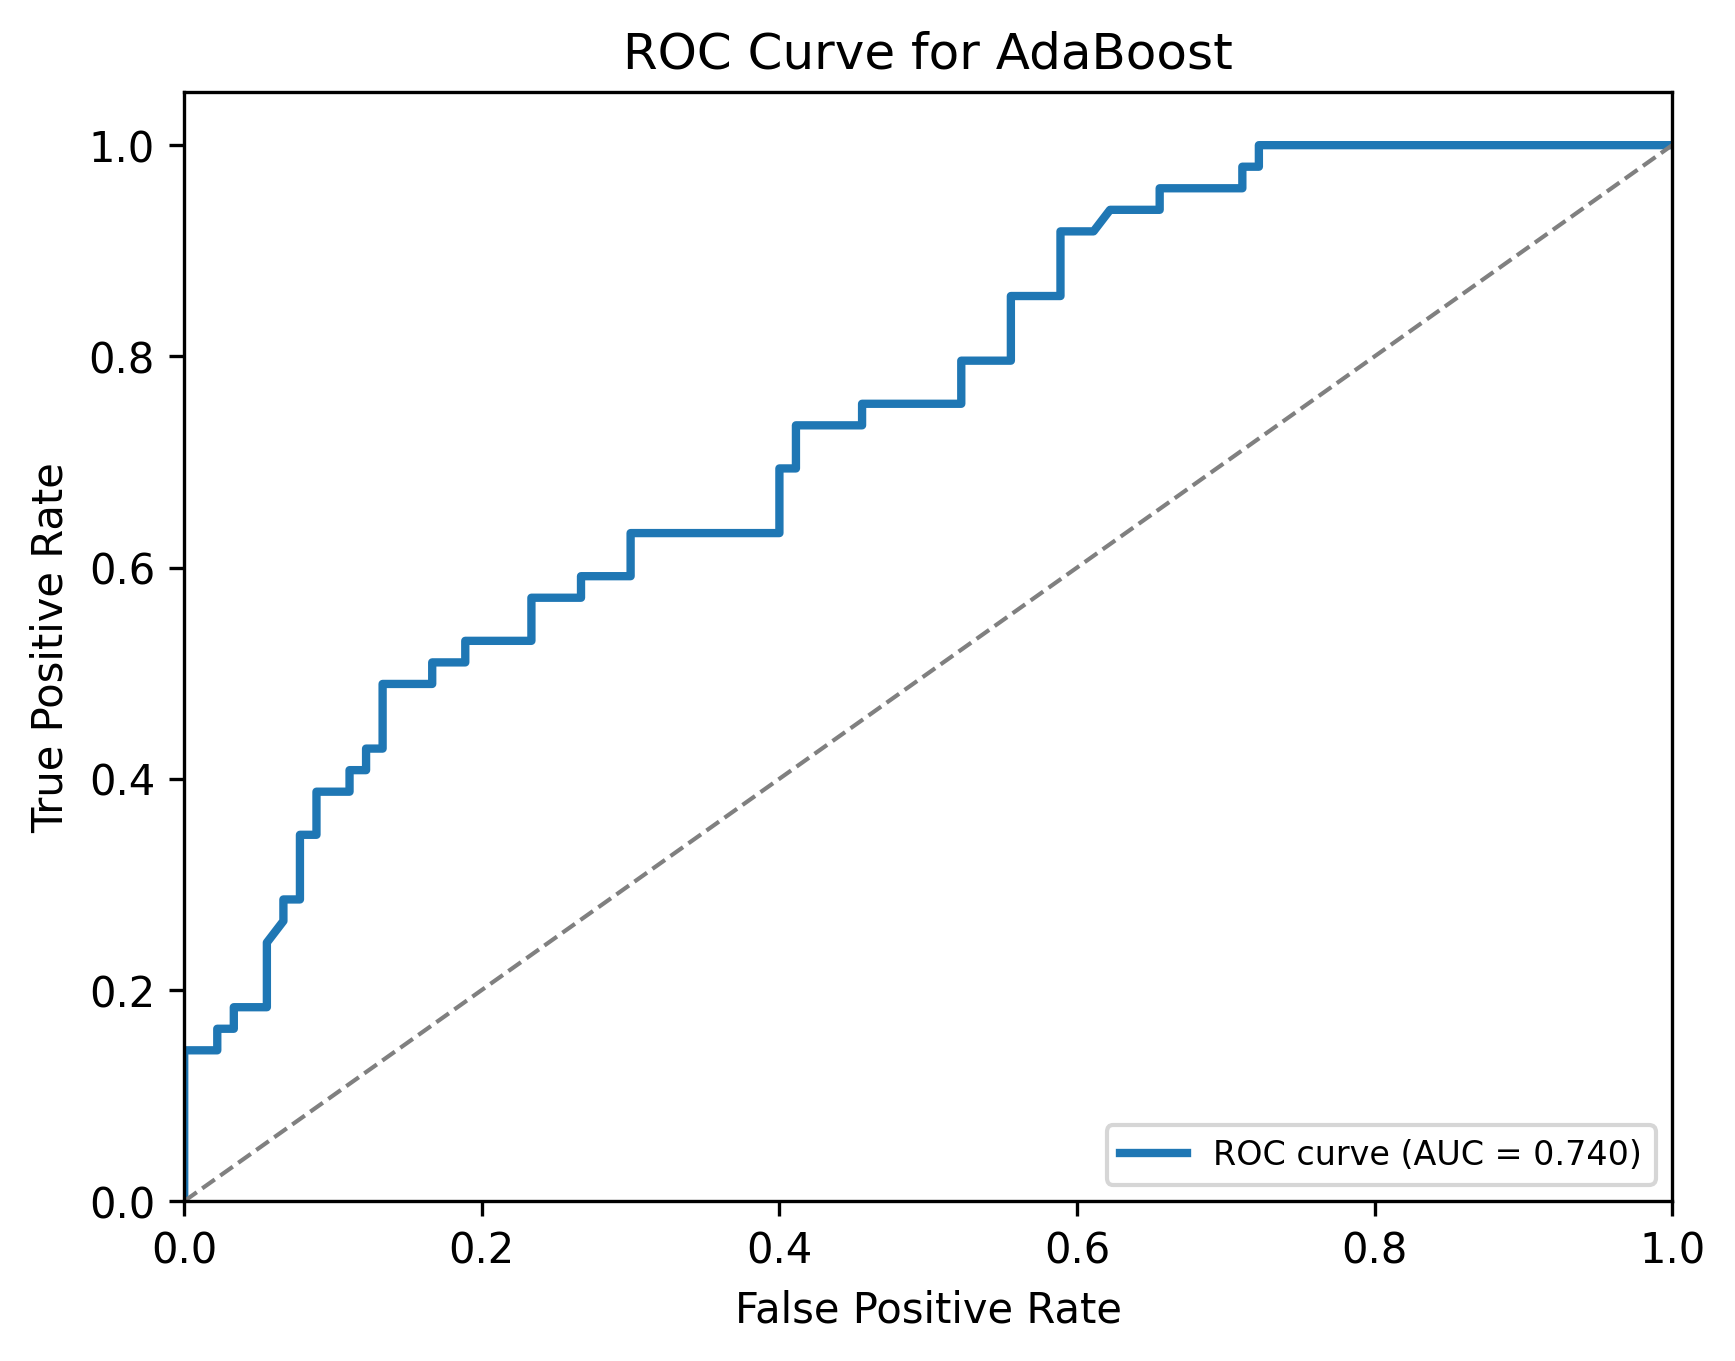 ROC Curve for AdaBoost
True Positive Rate
1.0
0.8
0.6
0.4
0.2
0.0
ROC curve (AUC = 0.740)
0.0 0.2 0.4 0.6 0.8 1.0
False Positive Rate